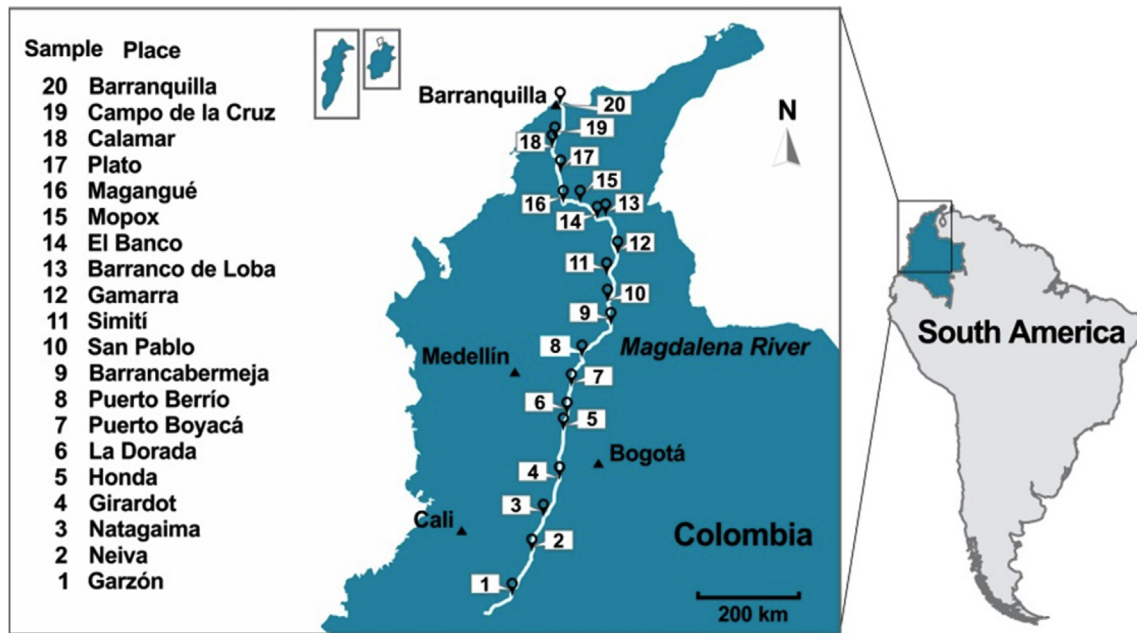 Sample Place
20 Barranquilla
19 Campo de la Cruz
18 Calamar
17 Plato
16 Magangué
15 Mopox
14 El Banco
13 Barranco de Loba
12 Gamarra
11 Simití
10 San Pablo
9 Barrancabermeja
8 Puerto Berrío
7 Puerto Boyacá
6 La Dorada
5 Honda
4 Girardot
3 Natagaima
2 Neiva
1 Garzón
Barranquilla
20
19
18
17
16
15
14
13
12
11
10
9
8
Magdalena River
Medellín
7
6
5
Bogotá
4
3
Cali
2
Colombia
1
200 km
N
South America